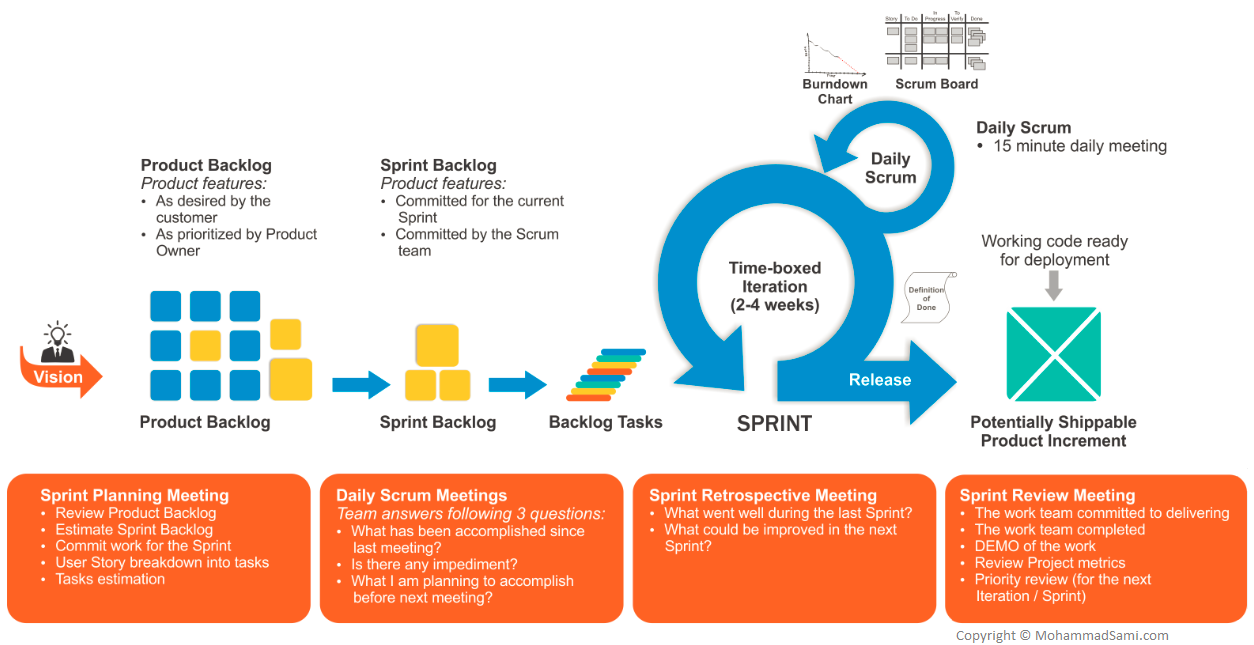 Story
To Do
In
Progress
To
Verify
Done
Time
Burndown
Chart
Scrum Board
Daily Scrum
• 15 minute daily meeting
Daily
Scrum
Product Backlog
Product features:
• As desired by the
customer
• As prioritized by Product
Owner
Sprint Backlog
Product features:
• Committed for the current
Sprint
• Committed by the Scrum
team
Time-boxed
Iteration
(2-4 weeks)
Working code ready
for deployment
Definition
of
Done
Vision
Release
Product Backlog
Sprint Backlog
Backlog Tasks
SPRINT
Potentially Shippable
Product Increment
Sprint Planning Meeting
• Review Product Backlog
• Estimate Sprint Backlog
• Commit work for the Sprint
• User Story breakdown into tasks
• Tasks estimation
Daily Scrum Meetings
Team answers following 3 questions:
• What has been accomplished since
last meeting?
• Is there any impediment?
• What I am planning to accomplish
before next meeting?
Sprint Retrospective Meeting
• What went well during the last Sprint?
• What could be improved in the next
Sprint?
Sprint Review Meeting
• The work team committed to delivering
• The work team completed
• DEMO of the work
• Review Project metrics
• Priority review (for the next
Iteration / Sprint)
Copyright © MohammadSami.com